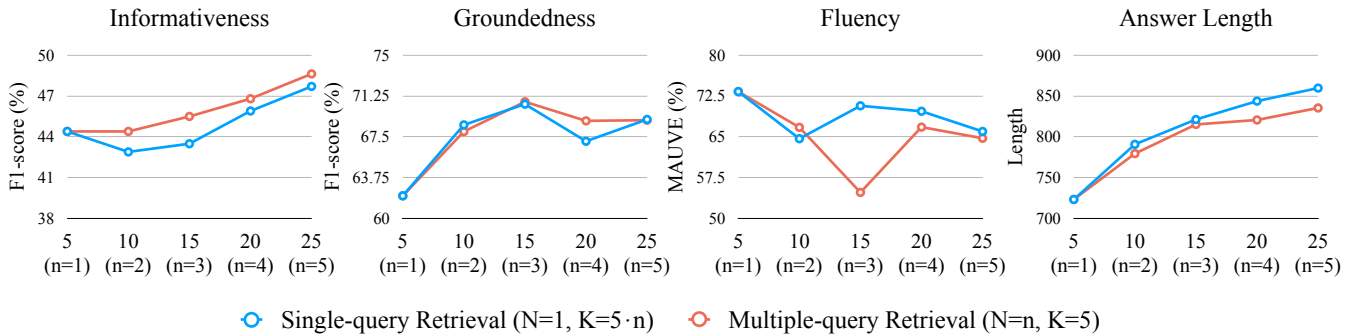 Informativeness
F1-score (%)
50
47
44
41
38
5 10 15 20 25
(n=1) (n=2) (n=3) (n=4) (n=5)
Groundedness
F1-score (%)
75
71.25
67.5
63.75
60
5 10 15 20 25
(n=1) (n=2) (n=3) (n=4) (n=5)
Fluency
MAUVE (%)
80
72.5
65
57.5
50
5 10 15 20 25
(n=1) (n=2) (n=3) (n=4) (n=5)
Answer Length
Length
900
850
800
750
700
5 10 15 20 25
(n=1) (n=2) (n=3) (n=4) (n=5)
Single-query Retrieval (N=1, K=5·n) Multiple-query Retrieval (N=n, K=5)